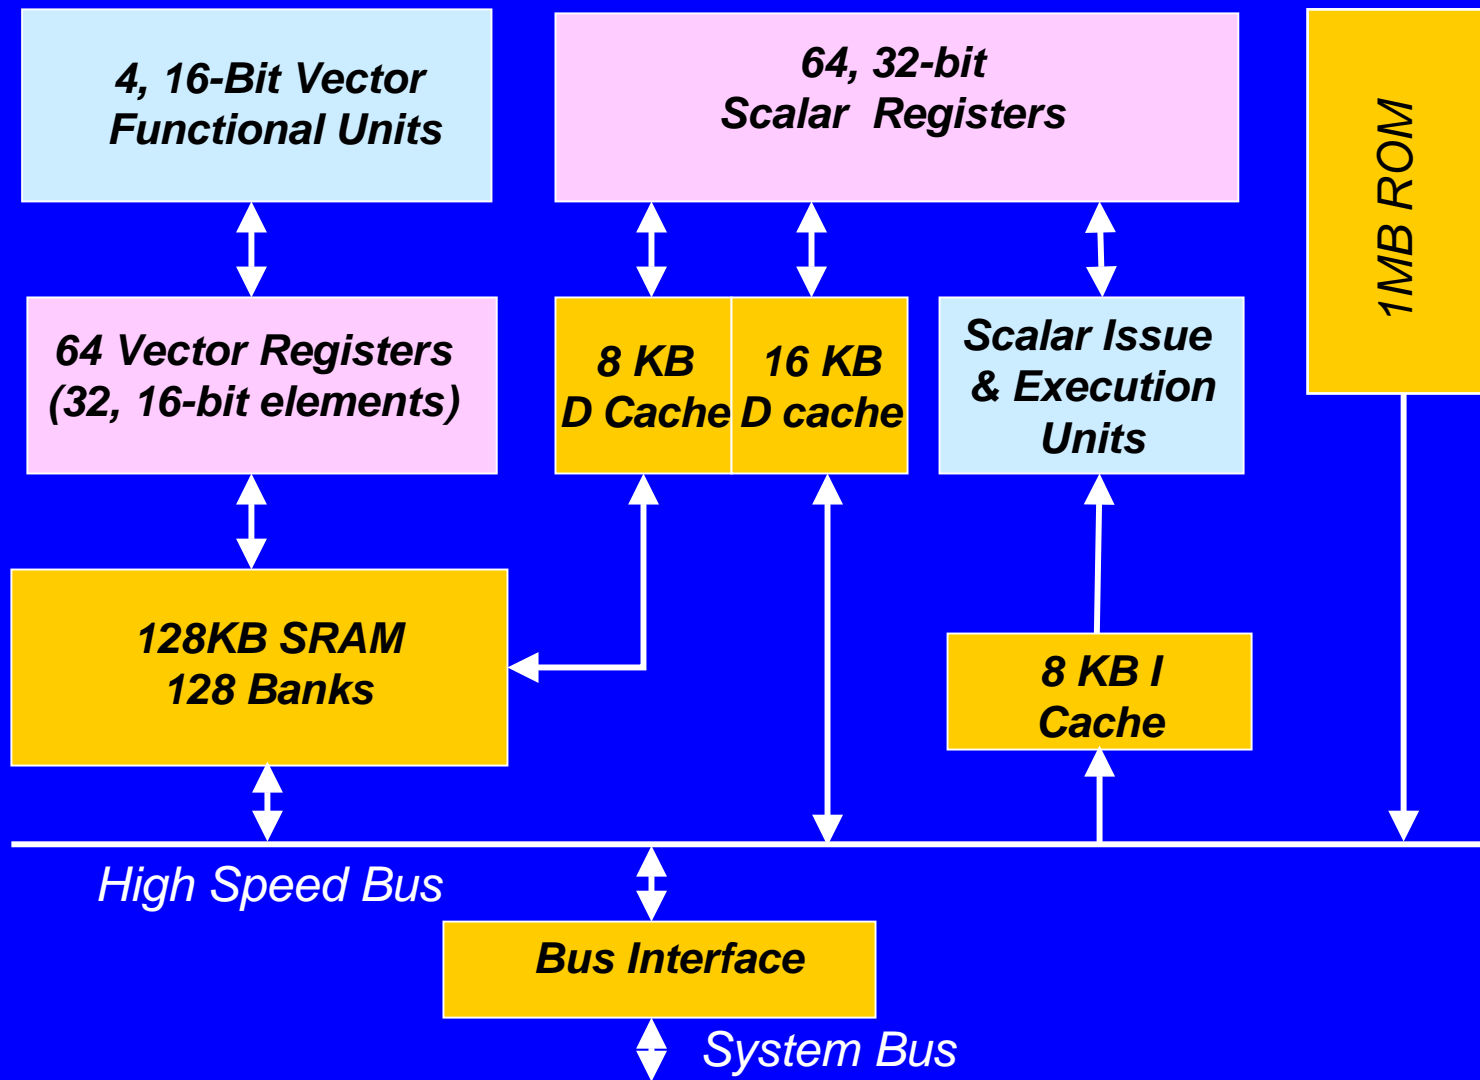 4, 16-Bit Vector
Functional Units
64, 32-bit
Scalar Registers
1MB ROM
64 Vector Registers
(32, 16-bit elements)
8 KB
D Cache
16 KB
D cache
Scalar Issue
& Execution
Units
128KB SRAM
128 Banks
8 KB I
Cache
High Speed Bus
Bus Interface
System Bus